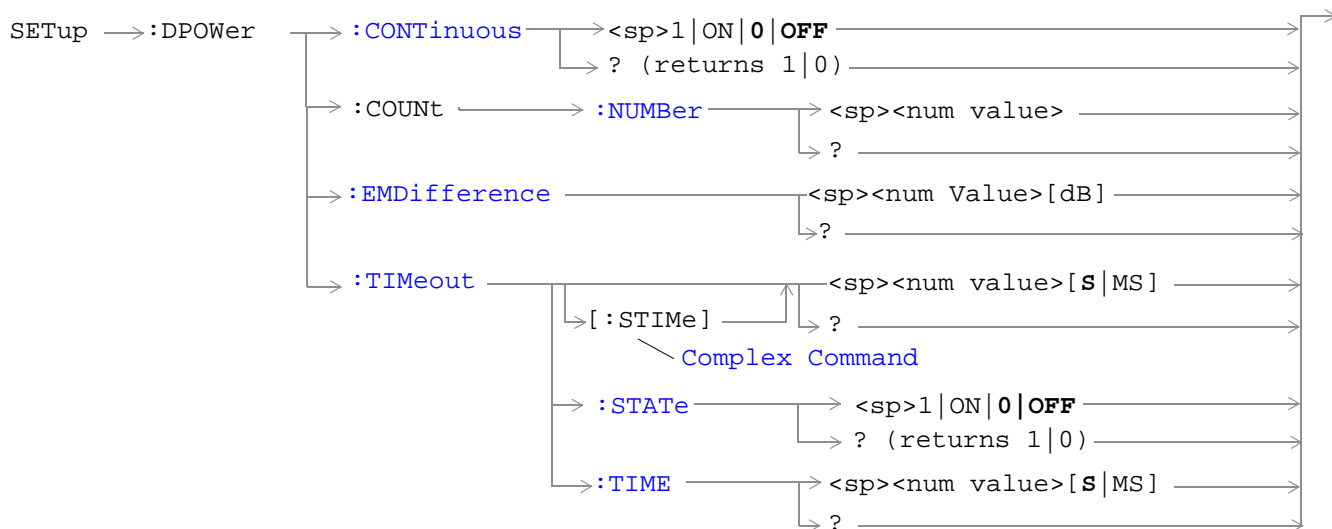 SETup :DPOWer :CONTinuous <sp>1|ON|0|OFF
? (returns 1|0)
:COUNt :NUMBer <sp><num value>
?
:EMDifference <sp><num Value>[dB]
?
:TIMeout <sp><num value>[S|MS]
[:STIMe] ?
Complex Command
:STATe <sp>1|ON|0|OFF
? (returns 1|0)
:TIME <sp><num value>[S|MS]
?